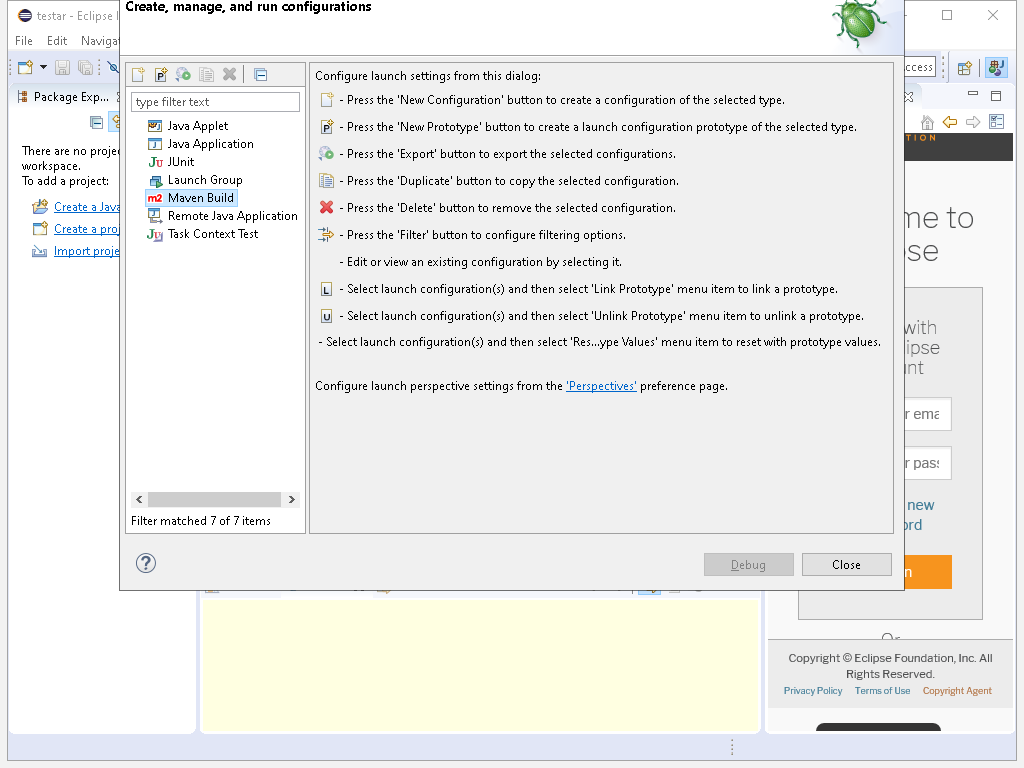 Create, manage, and run configurations
testar - Eclipse I
File Edit Naviga
ccess
Package Exp...
type filter text
Java Applet
Java Application
Ju JUnit
Launch Group
m2 Maven Build
Remote Java Application
Task Context Test
Filter matched 7 of 7 items
Configure launch settings from this dialog:
- Press the 'New Configuration' button to create a configuration of the selected type.
- Press the 'New Prototype' button to create a launch configuration prototype of the selected type.
- Press the 'Export' button to export the selected configurations.
- Press the 'Duplicate' button to copy the selected configuration.
- Press the 'Delete' button to remove the selected configuration.
- Press the 'Filter' button to configure filtering options.
- Edit or view an existing configuration by selecting it.
L - Select launch configuration(s) and then select 'Link Prototype' menu item to link a prototype.
U - Select launch configuration(s) and then select 'Unlink Prototype' menu item to unlink a prototype.
- Select launch configuration(s) and then select 'Res...ype Values' menu item to reset with prototype values.
Configure launch perspective settings from the 'Perspectives' preference page.
? Debug Close
There are no proje
workspace.
To add a project:
Create a Java
Create a proj
Import proje
TION
me to
se
with
ipse
unt
r ema
r pass
new
ord
n
Or
Copyright © Eclipse Foundation, Inc. All
Rights Reserved.
Privacy Policy Terms of Use Copyright Agent